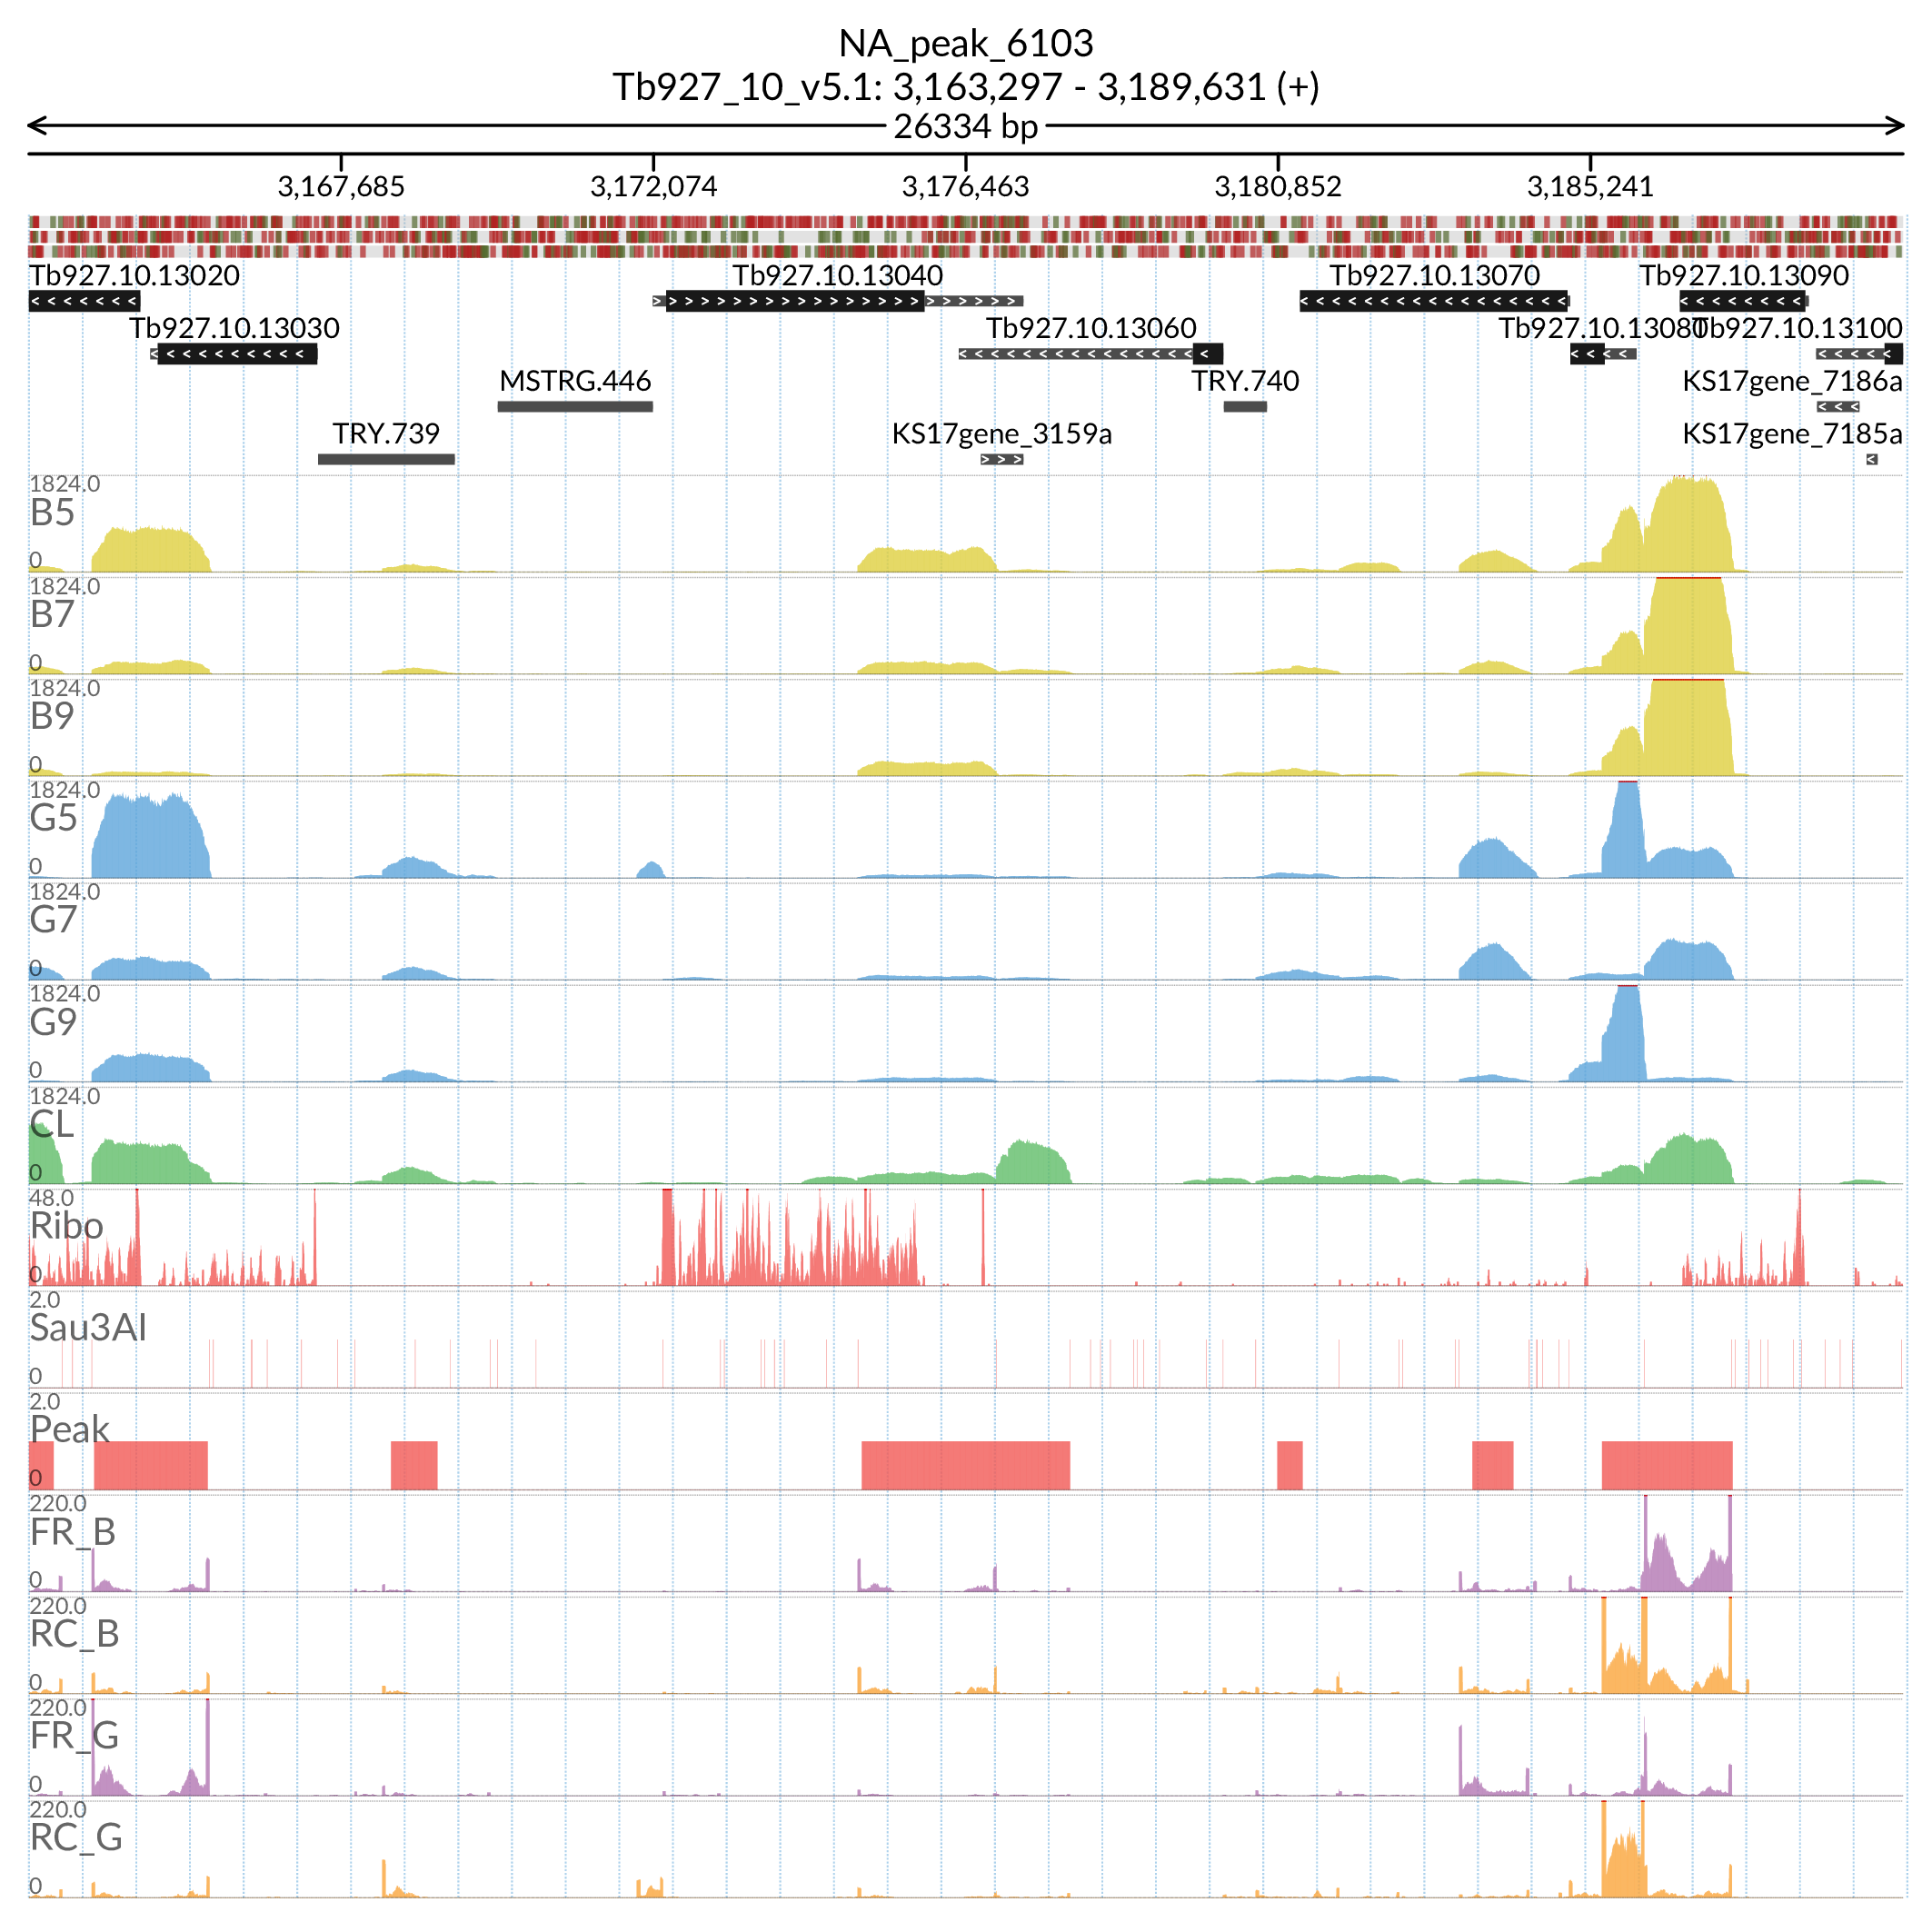 NA_peak_6103
Tb927_10_v5.1: 3,163,297 - 3,189,631 (+)
26334 bp
3,167,685 3,172,074 3,176,463 3,180,852 3,185,241
Tb927.10.13020 Tb927.10.13040 Tb927.10.13070 Tb927.10.13090
Tb927.10.13030 Tb927.10.13060 Tb927.10.13080 Tb927.10.13100
MSTRG.446 TRY.740 KS17gene_7186a
TRY.739 KS17gene_3159a KS17gene_7185a
1824.0
B5
0
1824.0
B7
0
1824.0
B9
0
1824.0
G5
0
1824.0
G7
0
1824.0
G9
0
1824.0
CL
0
48.0
Ribo
0
2.0
Sau3AI
0
2.0
Peak
0
220.0
FR_B
0
220.0
RC_B
0
220.0
FR_G
0
220.0
RC_G
0